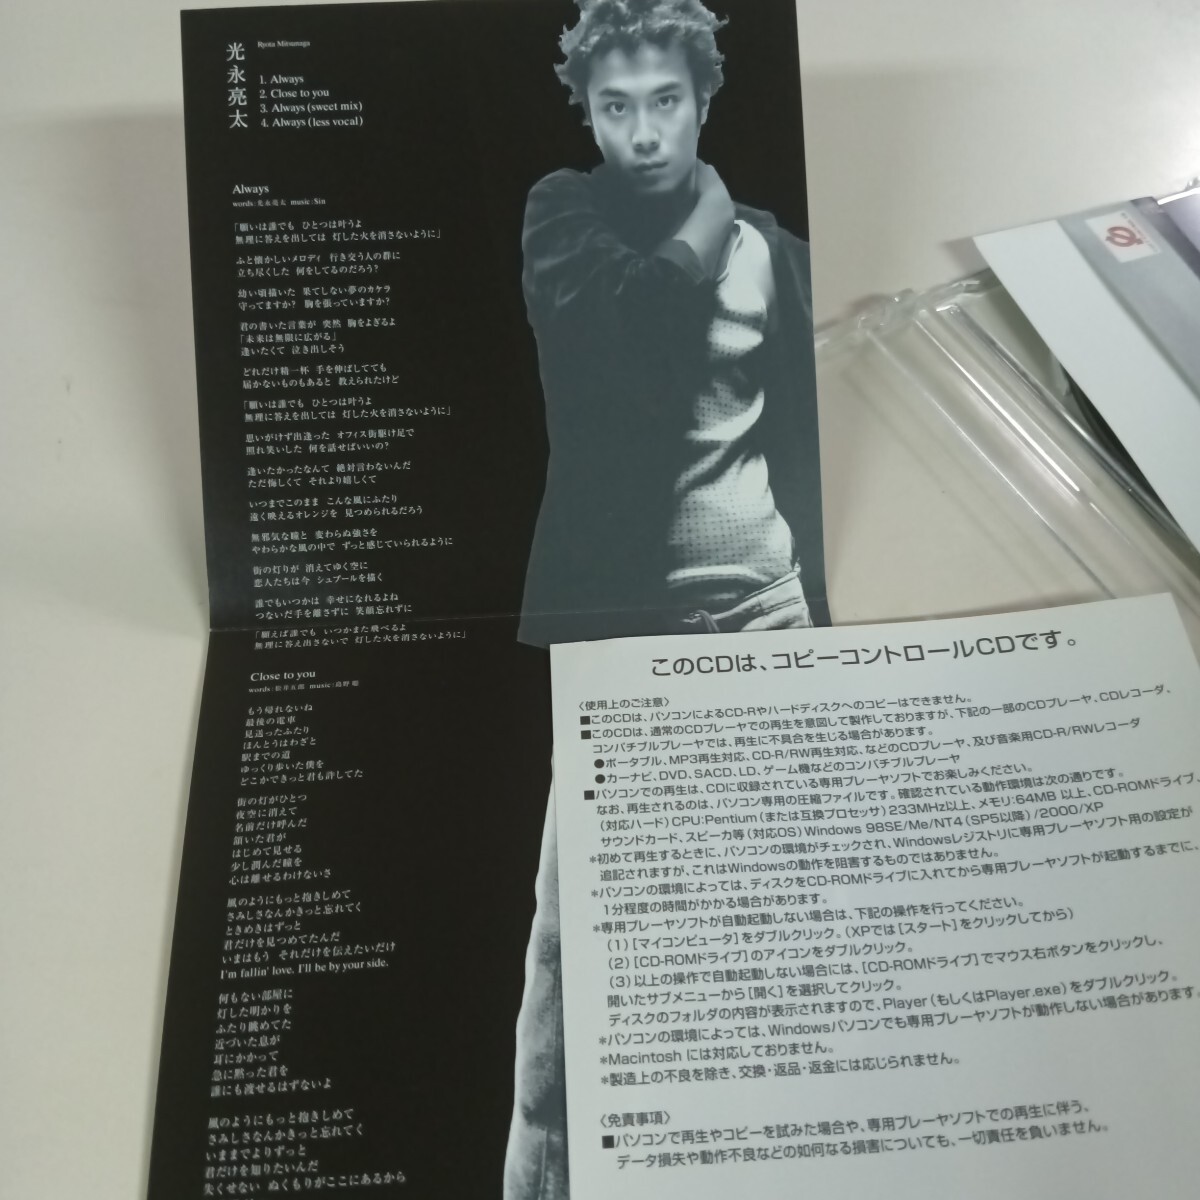 光永亮太
Ryota Mitsunaga
1. Always
2. Close to you
3. Always (sweet mix)
4. Always (less vocal)
Always
words:光永亮太 music:Sin
「願いは誰でも ひとつは叶うよ
無理に答えを出しては 灯した火を消さないように」
ふと懐かしいメロディ 行き交う人の群に
立ち尽くした 何をしてるのだろう?
幼い頃描いた 果てしない夢のカケラ
守ってますか? 胸を張っていますか?
君の書いた言葉が 突然 胸をよぎるよ
「未来は無限に広がる」
逢いたくて 泣き出しそう
どれだけ精一杯 手を伸ばしてても
届かないものもあると 教えられたけど
「願いは誰でも ひとつは叶うよ
無理に答えを出しては 灯した火を消さないように」
思いがけず出逢った オフィス街駆け足で
照れ笑いした 何を話せばいいの?
逢いたかったなんて 絶対言わないんだ
ただ悔しくて それより嬉しくて
いつまでこのまま こんな風にふたり
遠く映えるオレンジを 見つめられるだろう
無邪気な瞳と 変わらぬ強さを
やわらかな風の中で ずっと感じていられるように
街の灯りが 消えてゆく空に
恋人たちは今 シュプールを描く
誰でもいつかは 幸せになれるよね
つないだ手を離さずに 笑顔忘れずに
「願えば誰でも いつかまた飛べるよ
無理に答え出さないで 灯した火を消さないように」
Close to you
words:松井五郎 music:
もう帰れないね
最後の電車
見送ったふたり
ほんとうはわざと
駅までの道
ゆっくり歩いた僕を
どこかできっと君も許してた
街の灯がひとつ
夜空に消えて
名前だけ呼んだ
頷いた君が
はじめて見せる
少し潤んだ瞳を
心は離せるわけないさ
風のようにもっと抱きしめて
さみしさなんかきっと忘れてく
ときめきはずっと
君だけを見つめてたんだ
いまはもう それだけを伝えたいだけ
I'm fallin' love. I'll be by your side.
何もない部屋に
灯した明かりを
ふたり眺めてた
近づいた息が
耳にかかって
急に黙った君を
誰にも渡せるはずないよ
風のようにもっと抱きしめて
さみしさなんかきっと忘れてく
いままでよりずっと
君だけを知りたいんだ
失くせない ぬくもりがここにあるから
このCDは、コピーコントロールCDです。
〈使用上のご注意〉
■このCDは、パソコンによるCD-Rやハードディスクへのコピーはできません。
■このCDは、通常のCDプレーヤでの再生を意図して製作しておりますが、下記の一部のCDプレーヤ、CDレコーダ、
コンパチブルプレーヤでは、再生に不具合を生じる場合があります。
●ポータブル、MP3再生対応、CD-R/RW再生対応、などのCDプレーヤ、及び音楽用CD-R/RWレコーダ
●カーナビ、DVD、SACD、LD、ゲーム機などのコンパチブルプレーヤ
■パソコンでの再生は、CDに収録されている専用プレーヤソフトでお楽しみください。
なお、再生されるのは、パソコン専用の圧縮ファイルです。確認されている動作環境は次の通りです。
(対応ハード)CPU:Pentium(または互換プロセッサ)233MHz以上、メモリ:64MB 以上、CD-ROMドライブ、
サウンドカード、スピーカ等(対応OS)Windows 98SE/Me/NT4(SP5以降)/2000/XP
*初めて再生するときに、パソコンの環境がチェックされ、Windowsレジストリに専用プレーヤソフト用の設定が
追記されますが、これはWindowsの動作を阻害するものではありません。
*パソコンの環境によっては、ディスクをCD-ROMドライブに入れてから専用プレーヤソフトが起動するまでに、
1分程度の時間がかかる場合があります。
*専用プレーヤソフトが自動起動しない場合は、下記の操作を行ってください。
(1)[マイコンピュータ]をダブルクリック。(XPでは[スタート]をクリックしてから)
(2)[CD-ROMドライブ]のアイコンをダブルクリック。
(3)以上の操作で自動起動しない場合には、[CD-ROMドライブ]でマウス右ボタンをクリックし、
開いたサブメニューから[開く]を選択してクリック。
ディスクのフォルダの内容が表示されますので、Player(もしくはPlayer.exe)をダブルクリック。
*パソコンの環境によっては、Windowsパソコンでも専用プレーヤソフトが動作しない場合があります。
*Macintosh には対応しておりません。
*製造上の不良を除き、交換・返品・返金には応じられません。
〈免責事項〉
■パソコンで再生やコピーを試みた場合や、専用プレーヤソフトでの再生に伴う、
データ損失や動作不良などの如何なる損害についても、一切責任を負いません。